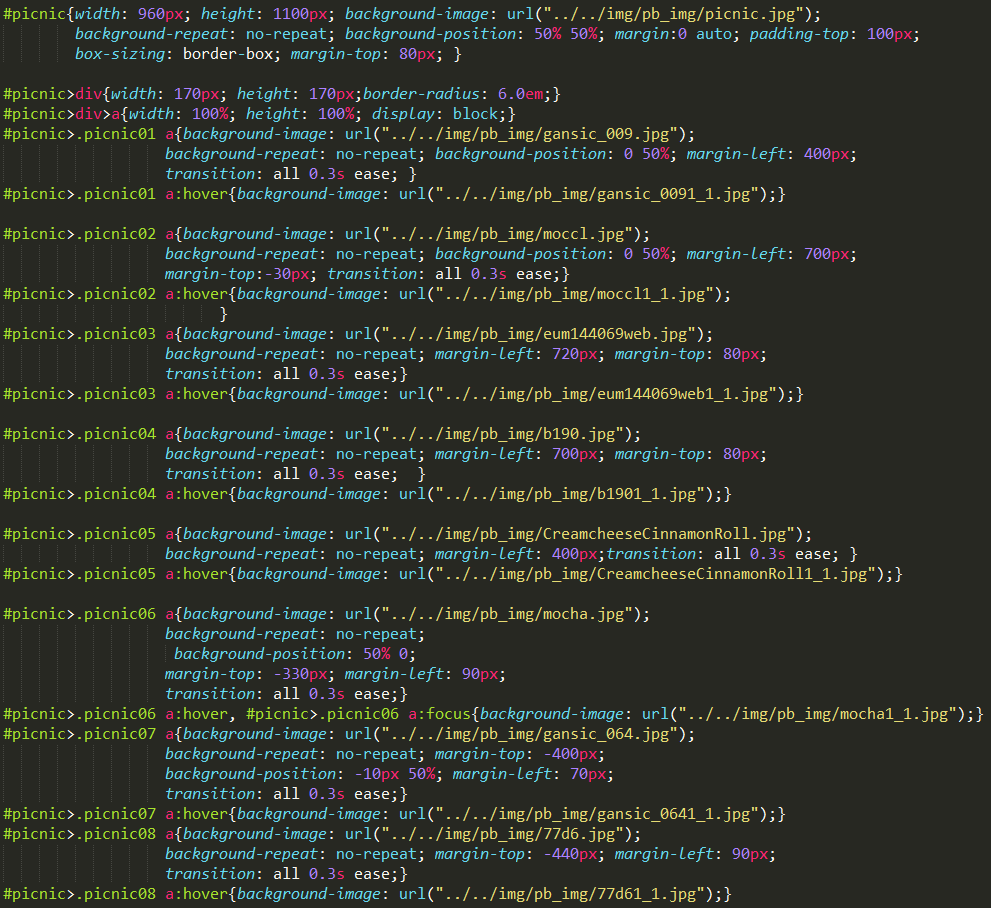 #picnic{width: 960px; height: 1100px; background-image: url("../../img/pb_img/picnic.jpg");
background-repeat: no-repeat; background-position: 50% 50%; margin:0 auto; padding-top: 100px;
box-sizing: border-box; margin-top: 80px; }
#picnic>div{width: 170px; height: 170px;border-radius: 6.0em;}
#picnic>div>a{width: 100%; height: 100%; display: block;}
#picnic>.picnic01 a{background-image: url("../../img/pb_img/gansic_009.jpg");
background-repeat: no-repeat; background-position: 0 50%; margin-left: 400px;
transition: all 0.3s ease; }
#picnic>.picnic01 a:hover{background-image: url("../../img/pb_img/gansic_0091_1.jpg");}
#picnic>.picnic02 a{background-image: url("../../img/pb_img/moccl.jpg");
background-repeat: no-repeat; background-position: 0 50%; margin-left: 700px;
margin-top:-30px; transition: all 0.3s ease;}
#picnic>.picnic02 a:hover{background-image: url("../../img/pb_img/moccl1_1.jpg");
}
#picnic>.picnic03 a{background-image: url("../../img/pb_img/eum144069web.jpg");
background-repeat: no-repeat; margin-left: 720px; margin-top: 80px;
transition: all 0.3s ease;}
#picnic>.picnic03 a:hover{background-image: url("../../img/pb_img/eum144069web1_1.jpg");}
#picnic>.picnic04 a{background-image: url("../../img/pb_img/b190.jpg");
background-repeat: no-repeat; margin-left: 700px; margin-top: 80px;
transition: all 0.3s ease;  }
#picnic>.picnic04 a:hover{background-image: url("../../img/pb_img/b1901_1.jpg");}
#picnic>.picnic05 a{background-image: url("../../img/pb_img/CreamcheeseCinnamonRoll.jpg");
background-repeat: no-repeat; margin-left: 400px;transition: all 0.3s ease; }
#picnic>.picnic05 a:hover{background-image: url("../../img/pb_img/CreamcheeseCinnamonRoll1_1.jpg");}
#picnic>.picnic06 a{background-image: url("../../img/pb_img/mocha.jpg");
background-repeat: no-repeat;
background-position: 50% 0;
margin-top: -330px; margin-left: 90px;
transition: all 0.3s ease;}
#picnic>.picnic06 a:hover, #picnic>.picnic06 a:focus{background-image: url("../../img/pb_img/mocha1_1.jpg");}
#picnic>.picnic07 a{background-image: url("../../img/pb_img/gansic_064.jpg");
background-repeat: no-repeat; margin-top: -400px;
background-position: -10px 50%; margin-left: 70px;
transition: all 0.3s ease;}
#picnic>.picnic07 a:hover{background-image: url("../../img/pb_img/gansic_0641_1.jpg");}
#picnic>.picnic08 a{background-image: url("../../img/pb_img/77d6.jpg");
background-repeat: no-repeat; margin-top: -440px; margin-left: 90px;
transition: all 0.3s ease;}
#picnic>.picnic08 a:hover{background-image: url("../../img/pb_img/77d61_1.jpg");}